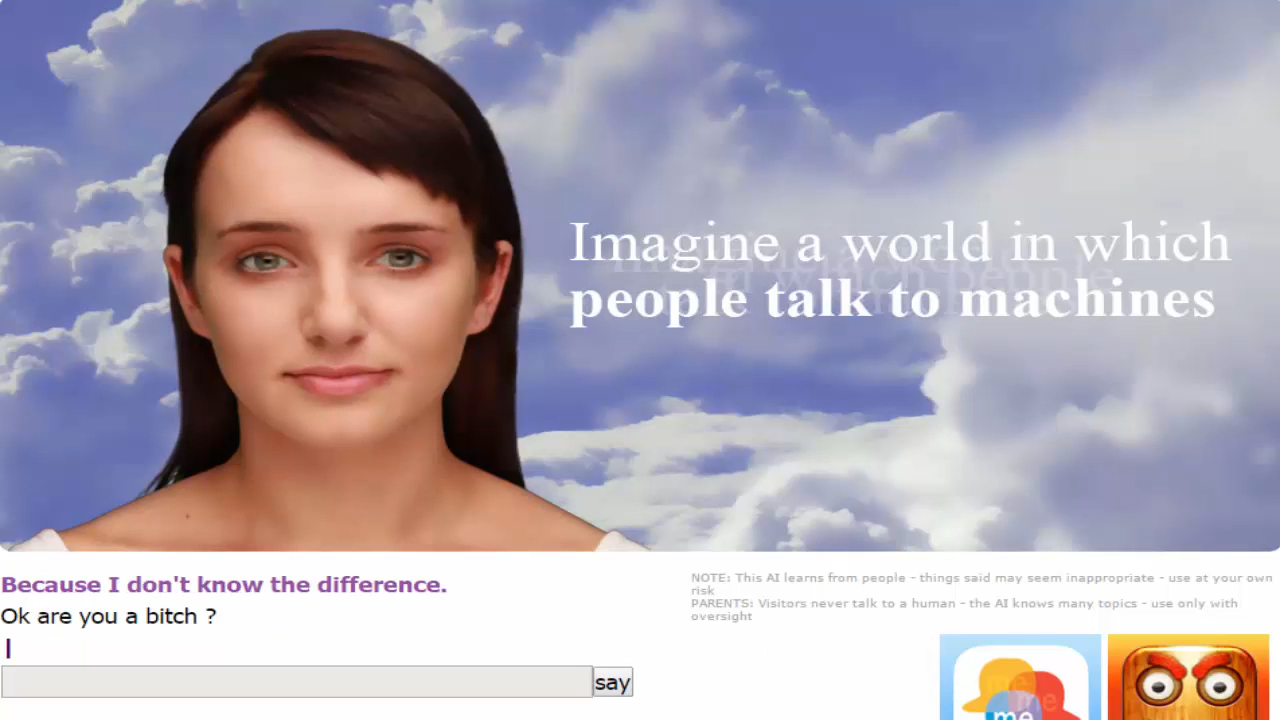 Imagine a world in which
people talk to machines
Because I don't know the difference.
Ok are you a bitch ?
say
NOTE: This AI learns from people - things said may seem inappropriate - use at your own
risk
PARENTS: Visitors never talk to a human - the AI knows many topics - use only with
oversight
me
me